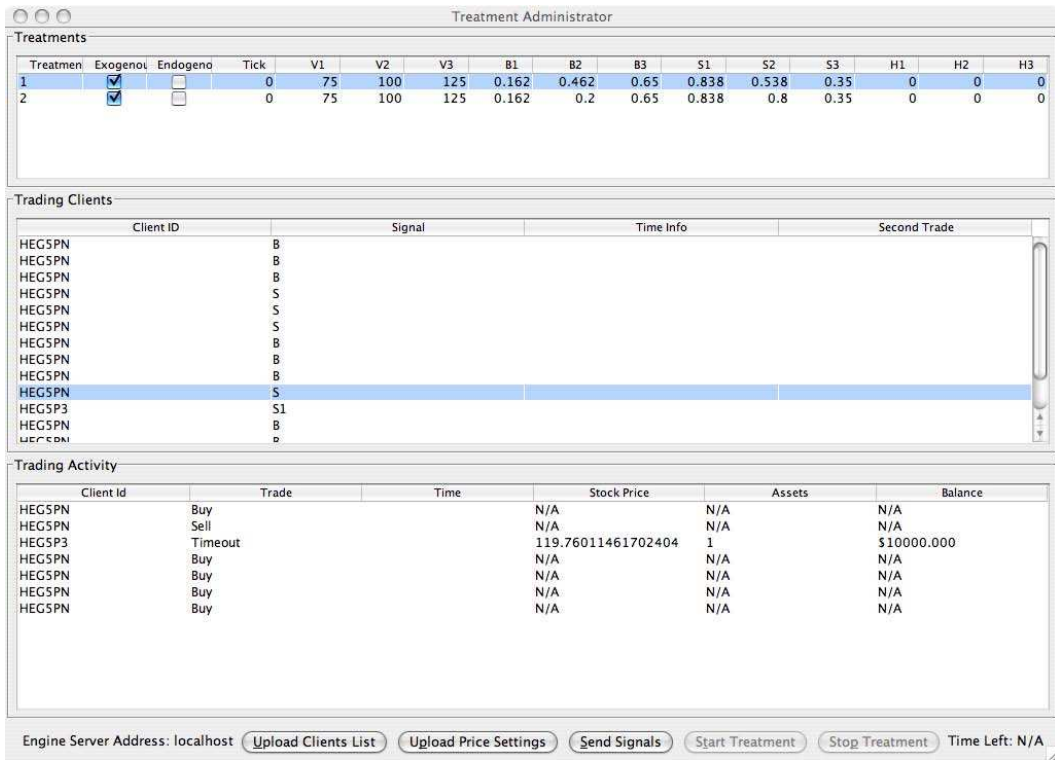 Treatment Administrator
Treatments
Treatmen Exogenou Endogeno Tick V1 V2 V3 B1 B2 B3 S1 S2 S3 H1 H2 H3
1 0 75 100 125 0.162 0.462 0.65 0.838 0.538 0.35 0 0 0
2 0 75 100 125 0.162 0.2 0.65 0.838 0.8 0.35 0 0 0
Trading Clients
Client ID Signal Time Info Second Trade
HEG5PN B
HEG5PN B
HEG5PN B
HEG5PN S
HEG5PN S
HEG5PN S
HEG5PN B
HEG5PN B
HEG5PN B
HEG5PN S
HEG5P3 S1
HEG5PN B
HEG5PN B
Trading Activity
Client Id Trade Time Stock Price Assets Balance
HEG5PN Buy N/A N/A N/A
HEG5PN Sell N/A N/A N/A
HEG5P3 Timeout 119.76011461702404 1 $10000.000
HEG5PN Buy N/A N/A N/A
HEG5PN Buy N/A N/A N/A
HEG5PN Buy N/A N/A N/A
HEG5PN Buy N/A N/A N/A
Engine Server Address: localhost Upload Clients List Upload Price Settings Send Signals Start Treatment Stop Treatment Time Left: N/A